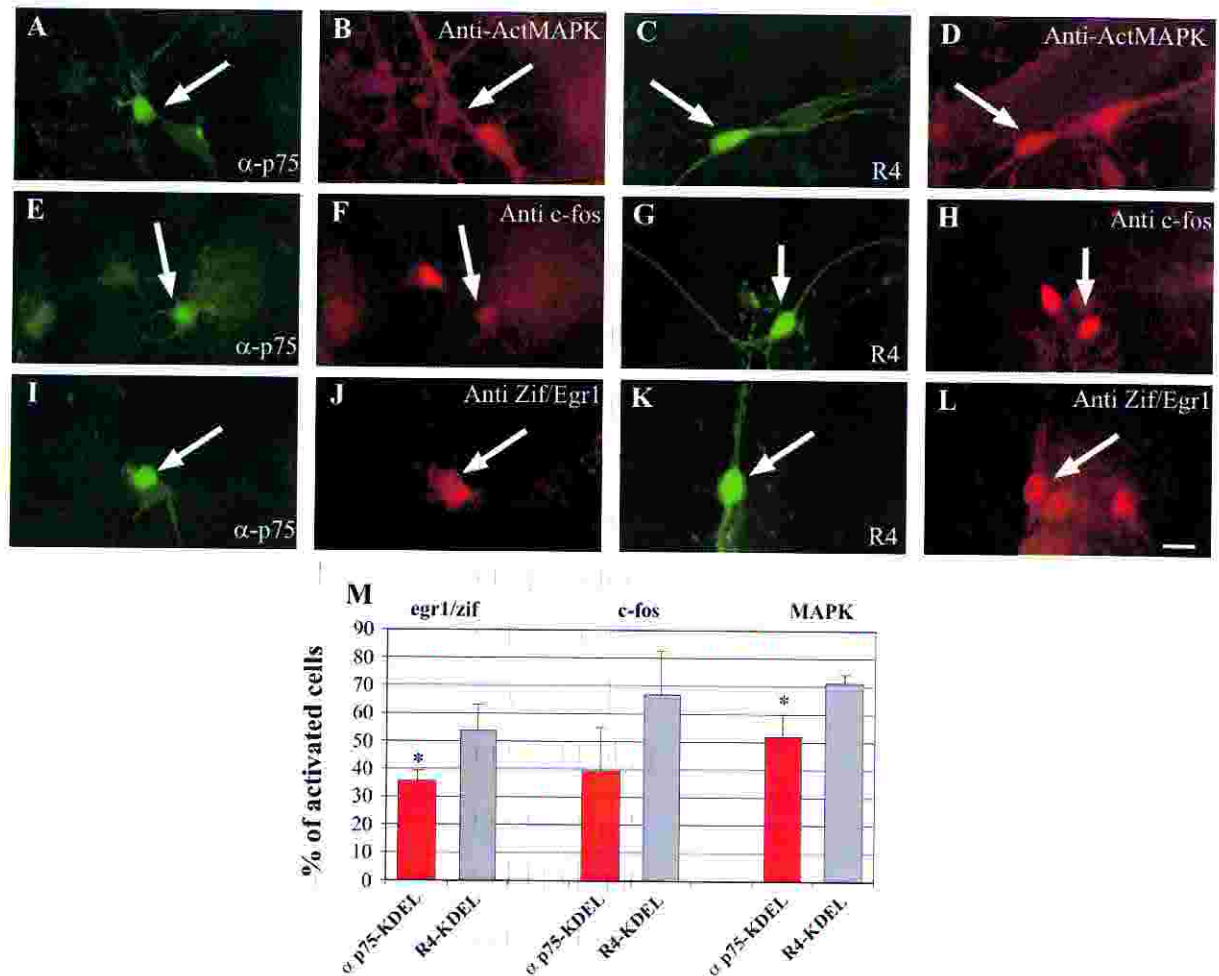 A
α-p75
B
Anti-ActMAPK
C
R4
D
Anti-ActMAPK
E
α-p75
F
Anti c-fos
G
R4
H
Anti c-fos
I
α-p75
J
Anti Zif/Egr1
K
R4
L
Anti Zif/Egr1
M
egr1/zif
c-fos
MAPK
% of activated cells
90
80
70
60
50
40
30
20
10
0
*
*
α p75-KDEL
R4-KDEL
α p75-KDEL
R4-KDEL
α p75-KDEL
R4-KDEL